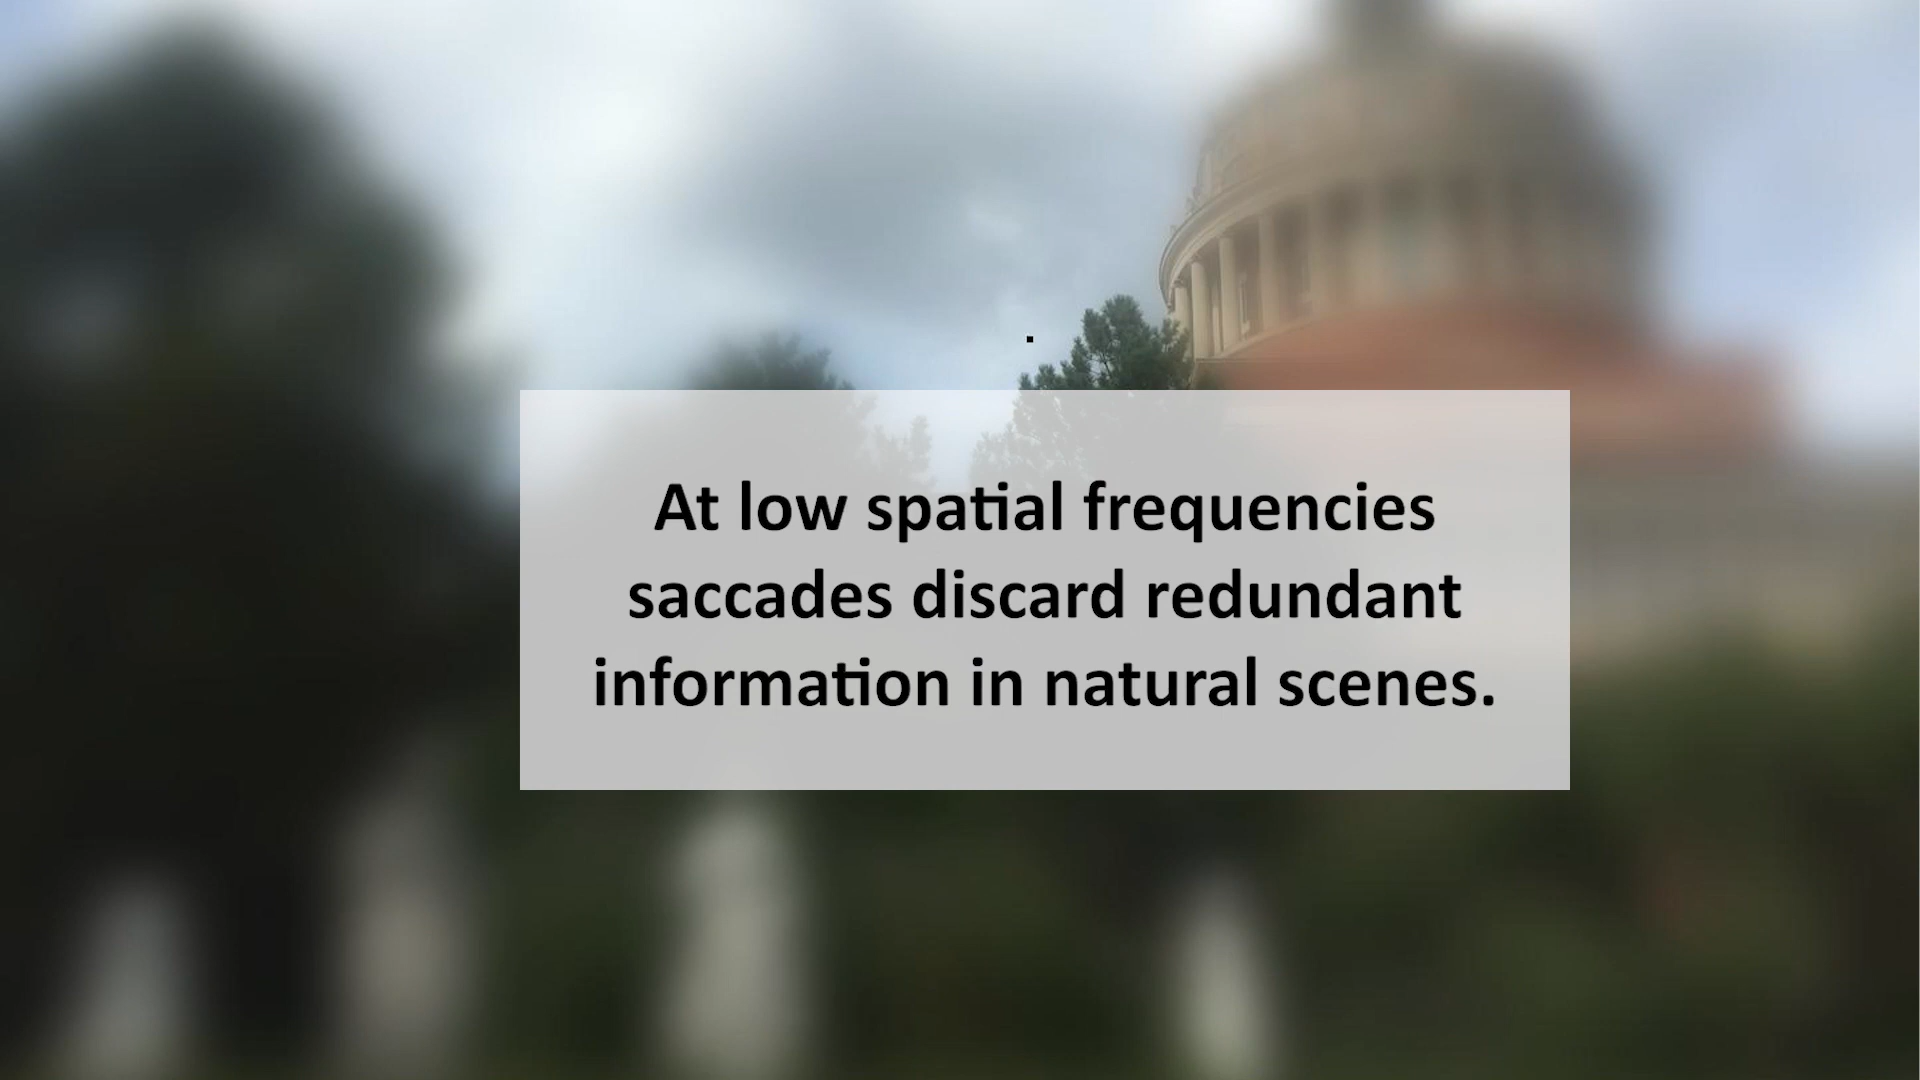 At low spatial frequencies
saccades discard redundant
information in natural scenes.